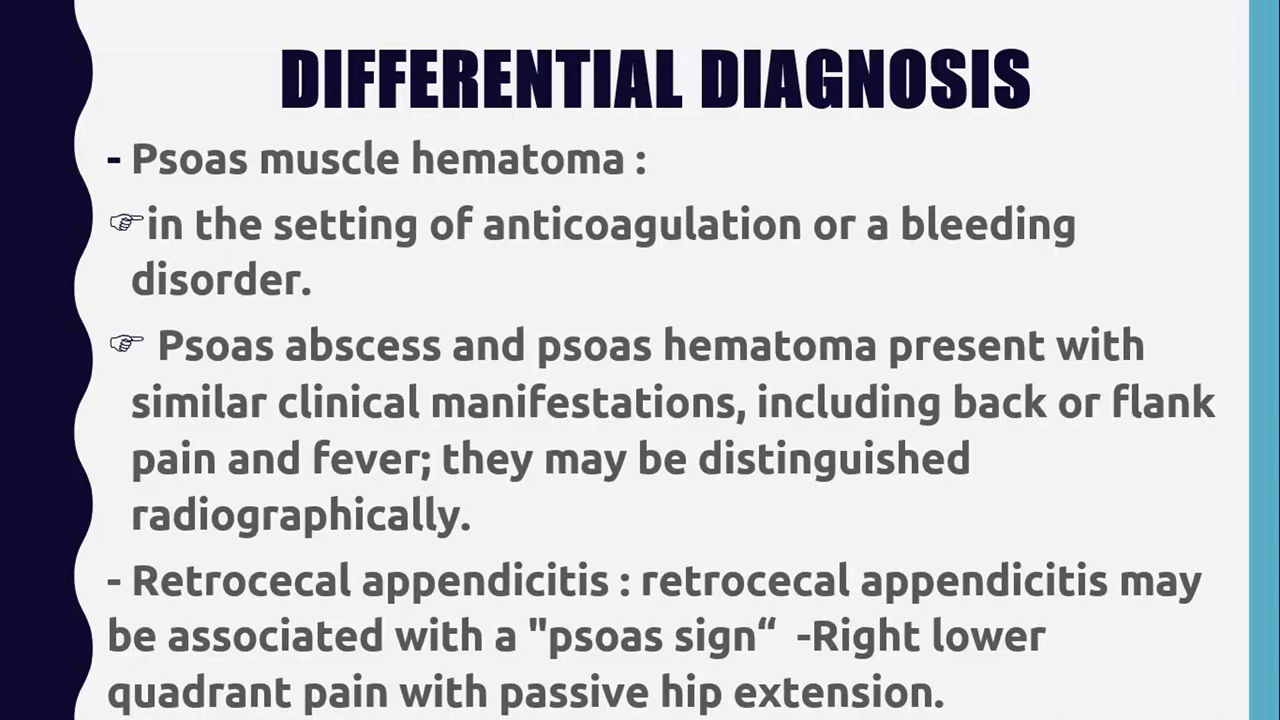 DIFFERENTIAL DIAGNOSIS
- Psoas muscle hematoma :
☞in the setting of anticoagulation or a bleeding
disorder.
☞ Psoas abscess and psoas hematoma present with
similar clinical manifestations, including back or flank
pain and fever; they may be distinguished
radiographically.
- Retrocecal appendicitis : retrocecal appendicitis may
be associated with a "psoas sign“ -Right lower
quadrant pain with passive hip extension.